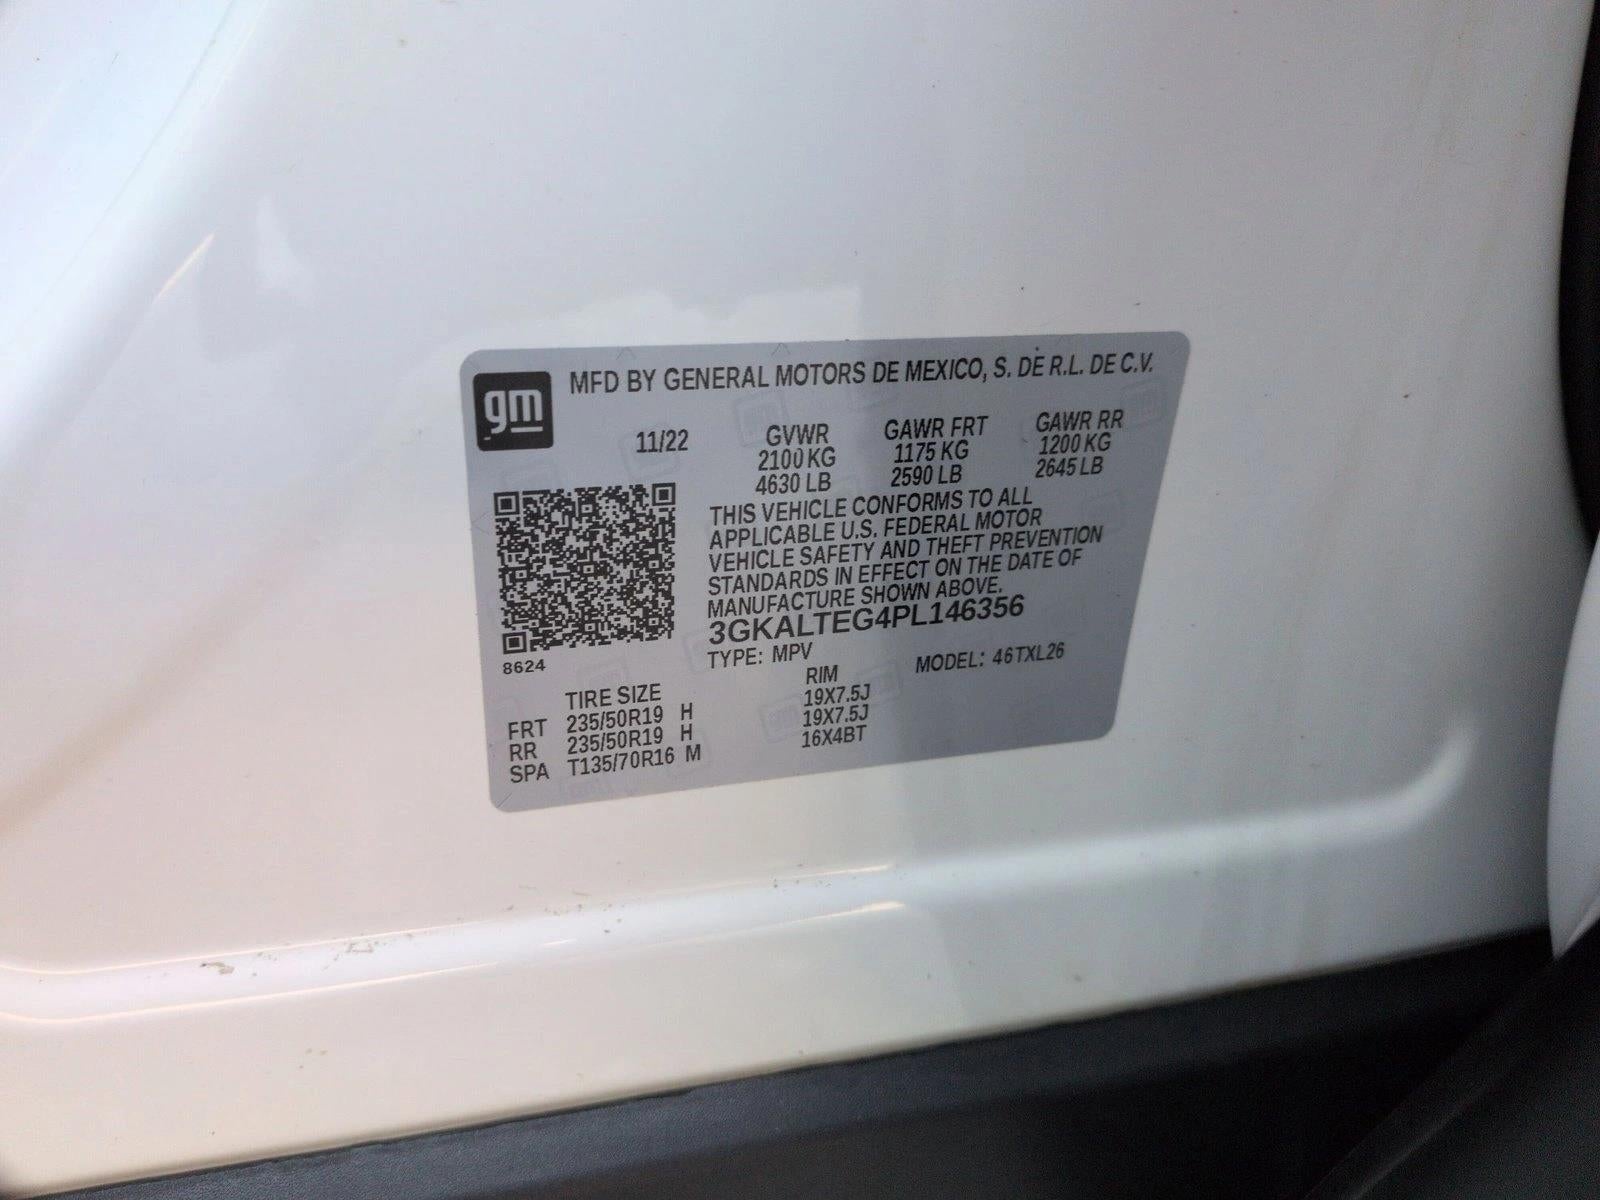 gm
MFD BY GENERAL MOTORS DE MEXICO, S. DE R.L. DE C.V.
11/22 GVWR GAWR FRT GAWR RR
2100 KG 1175 KG 1200 KG
4630 LB 2590 LB 2645 LB
THIS VEHICLE CONFORMS TO ALL
APPLICABLE U.S. FEDERAL MOTOR
VEHICLE SAFETY AND THEFT PREVENTION
STANDARDS IN EFFECT ON THE DATE OF
MANUFACTURE SHOWN ABOVE.
3GKALTEG4PL146356
8624
TYPE: MPV MODEL: 46TXL26
TIRE SIZE RIM
FRT 235/50R19 H 19X7.5J
RR 235/50R19 H 19X7.5J
SPA T135/70R16 M 16X4BT